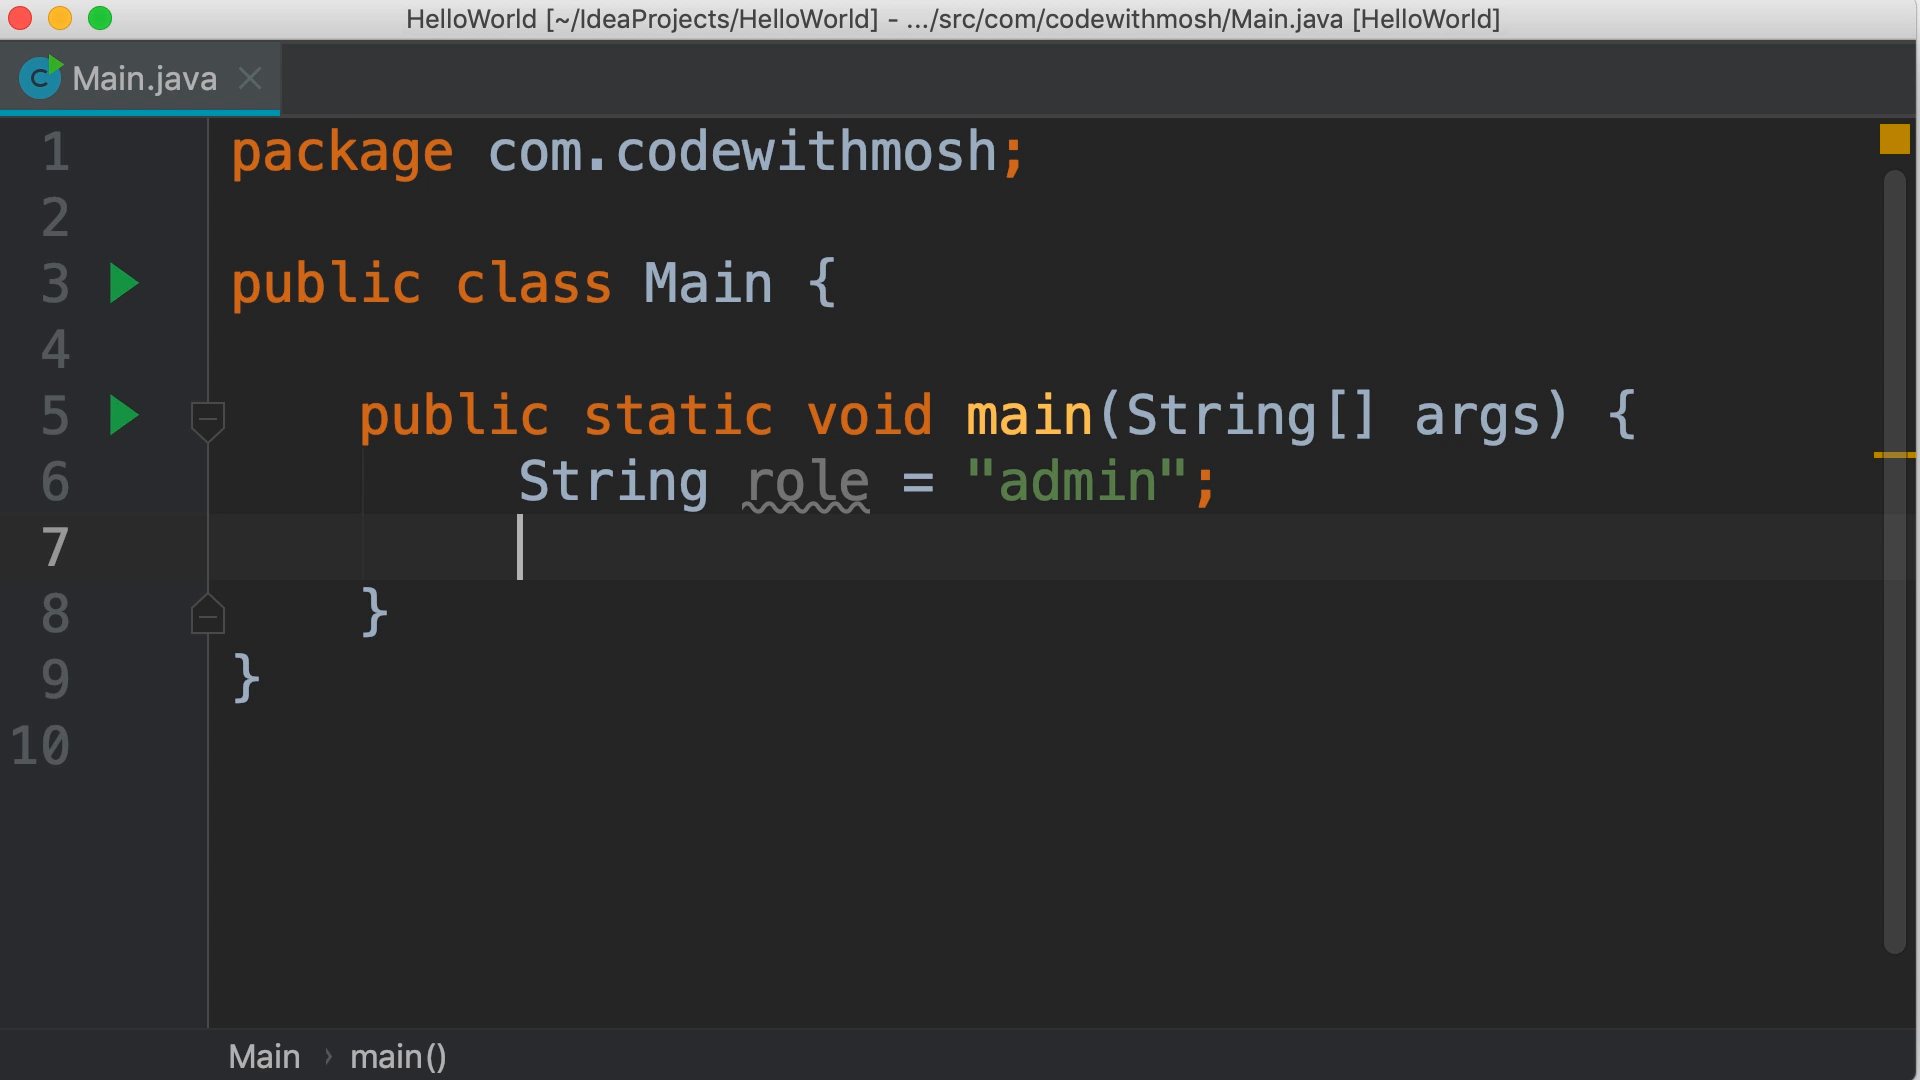 HelloWorld [~/IdeaProjects/HelloWorld] - .../src/com/codewithmosh/Main.java [HelloWorld]
C Main.java
1 package com.codewithmosh;
2
3 public class Main {
4
5 public static void main(String[] args) {
6 String role = "admin";
7
8 }
9 }
10
Main › main()